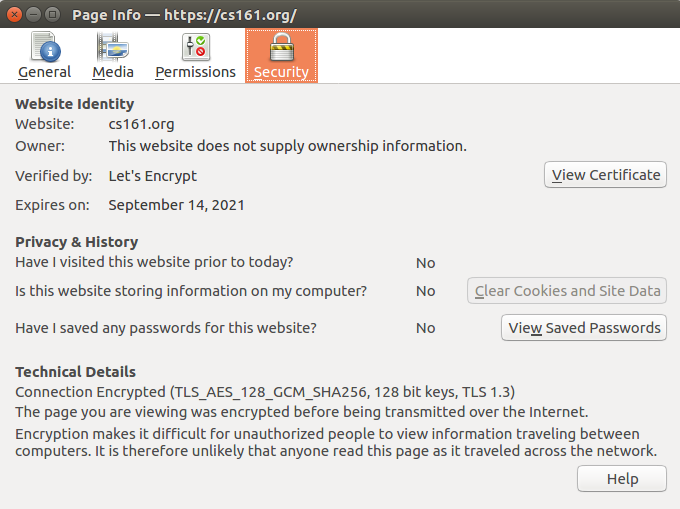 Page Info — https://cs161.org/
General Media Permissions Security
Website Identity
Website: cs161.org
Owner: This website does not supply ownership information.
Verified by: Let's Encrypt View Certificate
Expires on: September 14, 2021
Privacy & History
Have I visited this website prior to today? No
Is this website storing information on my computer? No Clear Cookies and Site Data
Have I saved any passwords for this website? No View Saved Passwords
Technical Details
Connection Encrypted (TLS_AES_128_GCM_SHA256, 128 bit keys, TLS 1.3)
The page you are viewing was encrypted before being transmitted over the Internet.
Encryption makes it difficult for unauthorized people to view information traveling between
computers. It is therefore unlikely that anyone read this page as it traveled across the network.
Help